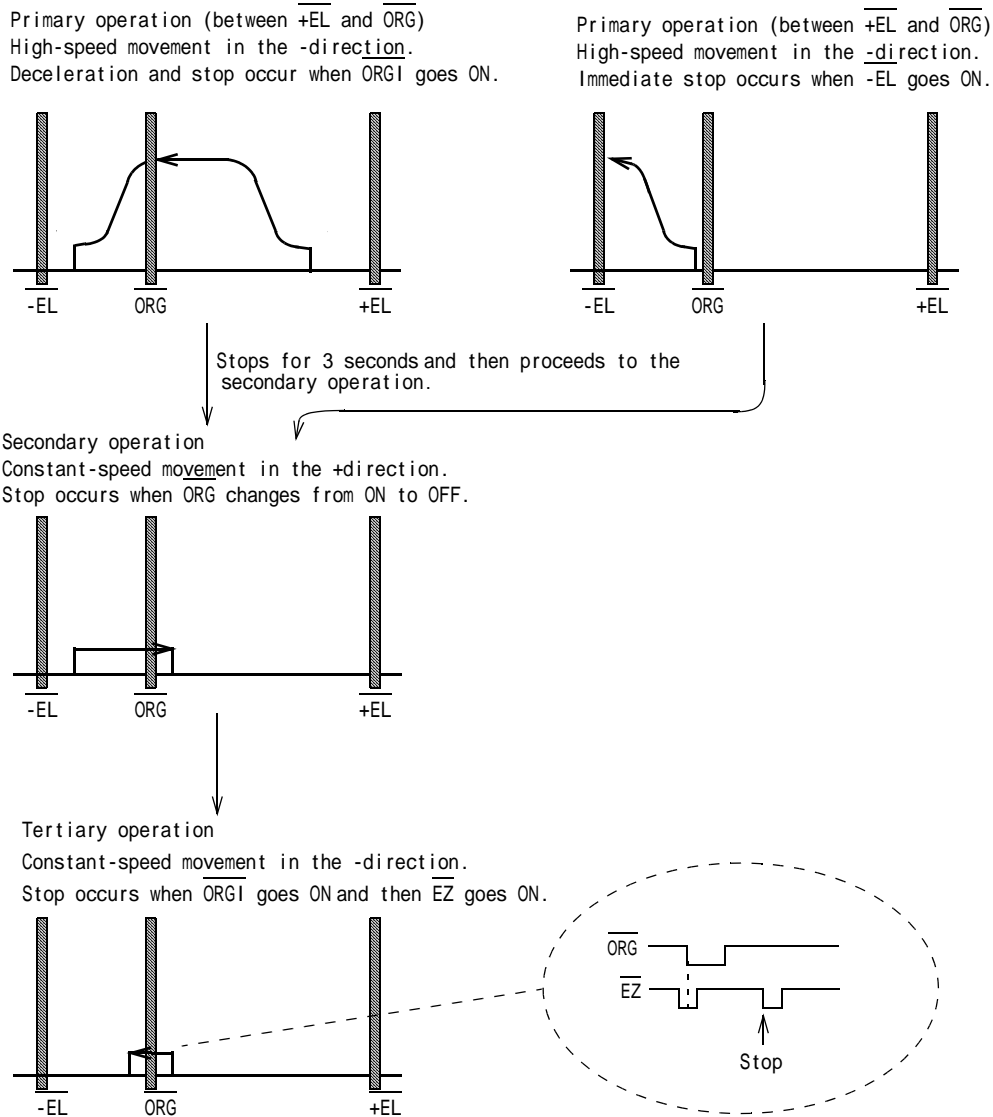 Primary operation (between +EL and ORG)
High-speed movement in the -direction.
Deceleration and stop occur when ORGI goes ON.
Primary operation (between +EL and ORG)
High-speed movement in the -direction.
Immediate stop occurs when -EL goes ON.
-EL ORG +EL
-EL ORG +EL
Stops for 3 seconds and then proceeds to the
secondary operation.
Secondary operation
Constant-speed movement in the +direction.
Stop occurs when ORG changes from ON to OFF.
-EL ORG +EL
Tertiary operation
Constant-speed movement in the -direction.
Stop occurs when ORGI goes ON and then EZ goes ON.
ORG
EZ
Stop
-EL ORG +EL